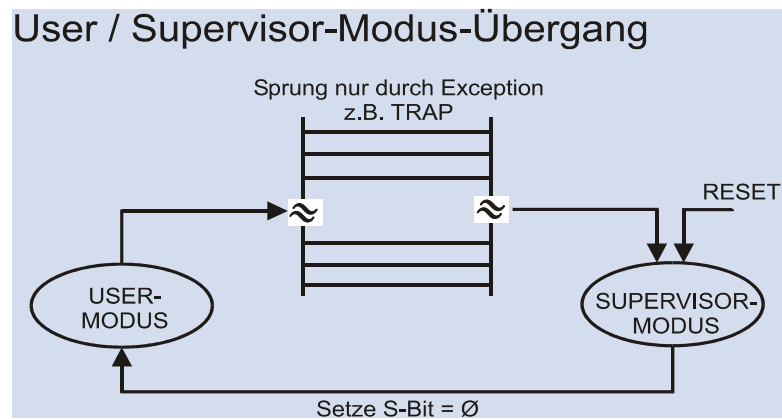 User / Supervisor-Modus-Übergang
Sprung nur durch Exception
z.B. TRAP
RESET
USER-
MODUS
SUPERVISOR-
MODUS
Setze S-Bit = Ø